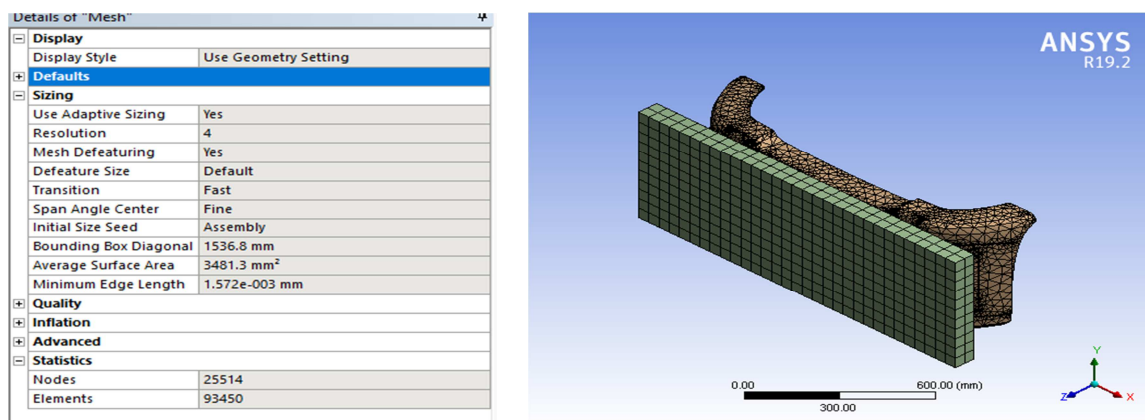 Details of "Mesh"
Display
Display Style Use Geometry Setting
Defaults
Sizing
Use Adaptive Sizing Yes
Resolution 4
Mesh Defeaturing Yes
Defeature Size Default
Transition Fast
Span Angle Center Fine
Initial Size Seed Assembly
Bounding Box Diagonal 1536.8 mm
Average Surface Area 3481.3 mm²
Minimum Edge Length 1.572e-003 mm
Quality
Inflation
Advanced
Statistics
Nodes 25514
Elements 93450
ANSYS
R19.2
0.00 600.00 (mm)
300.00
Y
Z X